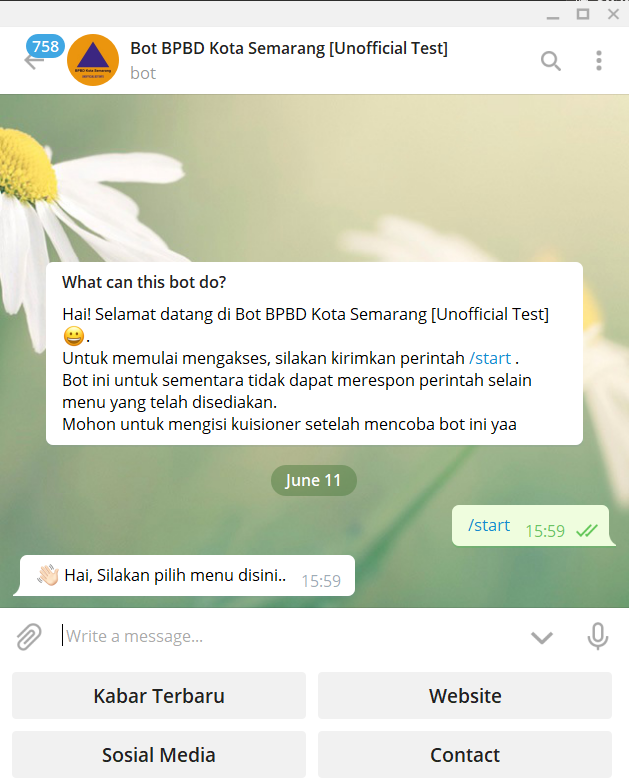 758
Bot BPBD Kota Semarang [Unofficial Test]
bot
BPBD Kota Semarang
What can this bot do?
Hai! Selamat datang di Bot BPBD Kota Semarang [Unofficial Test]
😀 .
Untuk memulai mengakses, silakan kirimkan perintah /start .
Bot ini untuk sementara tidak dapat merespon perintah selain
menu yang telah disediakan.
Mohon untuk mengisi kuisioner setelah mencoba bot ini yaa
June 11
/start 15:59
👋🏻 Hai, Silakan pilih menu disini.. 15:59
Write a message...
Kabar Terbaru
Website
Sosial Media
Contact